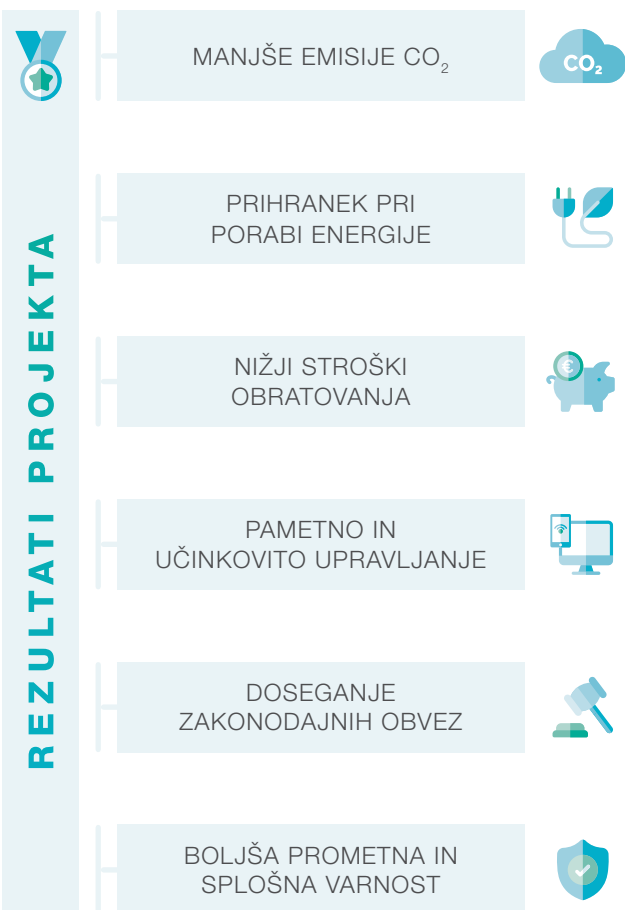 REZULTATI PROJEKTA
MANJŠE EMISIJE CO₂
CO₂
PRIHRANEK PRI
PORABI ENERGIJE
NIŽJI STROŠKI
OBRATOVANJA
€
PAMETNO IN
UČINKOVITO UPRAVLJANJE
DOSEGANJE
ZAKONODAJNIH OBVEZ
BOLJŠA PROMETNA IN
SPLOŠNA VARNOST